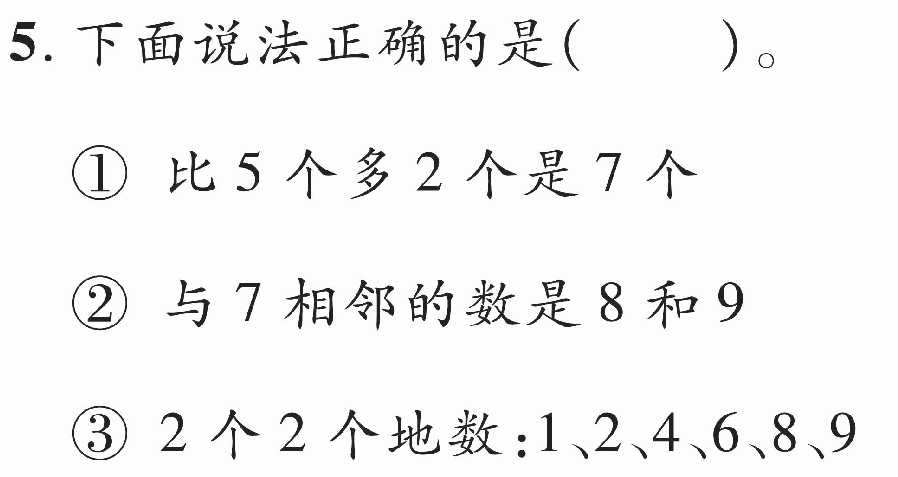 5. 下面说法正确的是(　　)。
① 比 5 个多 2 个是 7 个
② 与 7 相邻的数是 8 和 9
③ 2 个 2 个地数:1、2、4、6、8、9